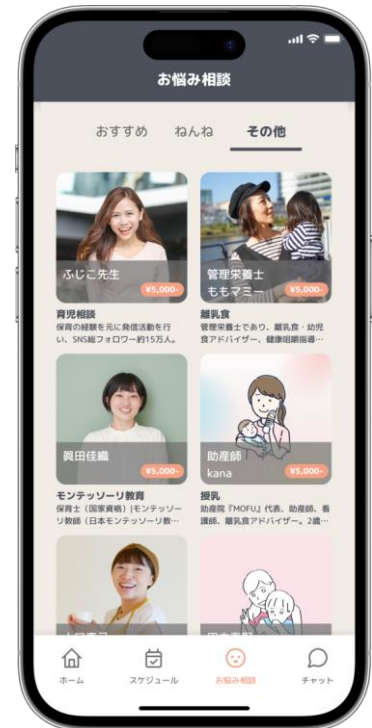 お悩み相談
おすすめ
ねんね
その他
ふじこ先生
¥5,000-
育児相談
保育の経験を元に発信活動を行
い、SNS総フォロワー約15万人。
管理栄養士
ももマミー
¥5,000-
離乳食
管理栄養士であり、離乳食・幼児
食アドバイザー、健康咀嚼指導…
眞田佳織
¥5,000-
モンテッソーリ教育
保育士（国家資格）|モンテッソー
リ教師（日本モンテッソーリ教…
助産師
kana
¥5,000-
授乳
助産院『MOFU』代表、助産師、看
護師、離乳食アドバイザー。2歳…
ホーム
スケジュール
お悩み相談
チャット